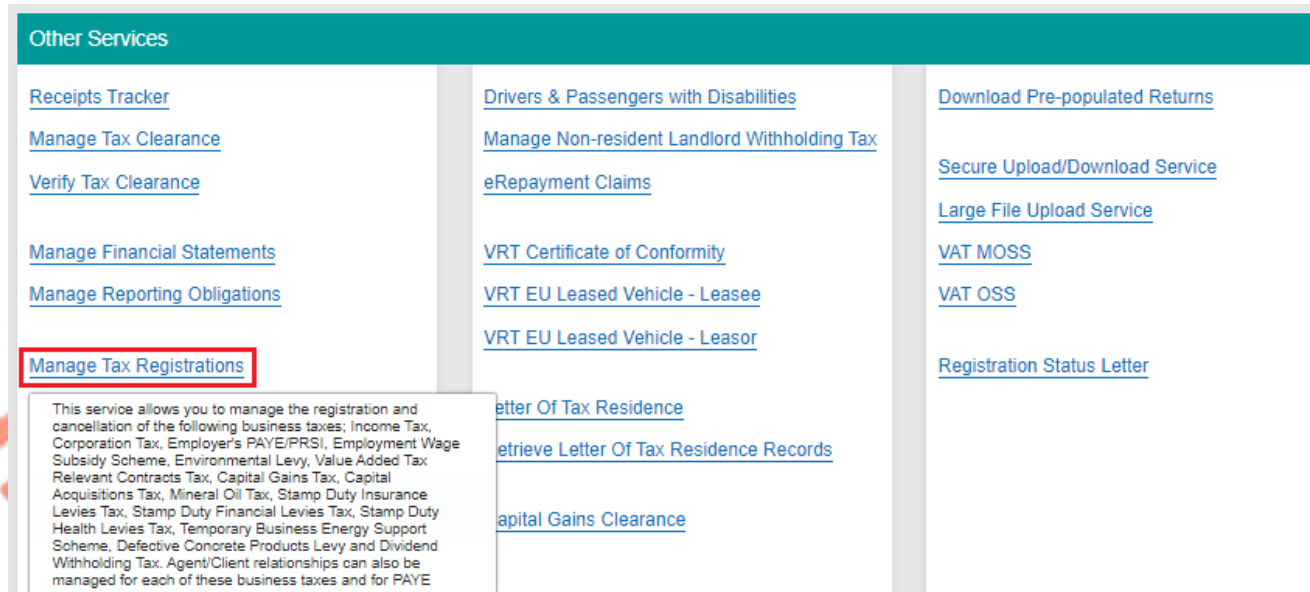 Other Services
Receipts Tracker
Manage Tax Clearance
Verify Tax Clearance
Manage Financial Statements
Manage Reporting Obligations
Manage Tax Registrations
This service allows you to manage the registration and
cancellation of the following business taxes; Income Tax,
Corporation Tax, Employer's PAYE/PRSI, Employment Wage
Subsidy Scheme, Environmental Levy, Value Added Tax
Relevant Contracts Tax, Capital Gains Tax, Capital
Acquisitions Tax, Mineral Oil Tax, Stamp Duty Insurance
Levies Tax, Stamp Duty Financial Levies Tax, Stamp Duty
Health Levies Tax, Temporary Business Energy Support
Scheme, Defective Concrete Products Levy and Dividend
Withholding Tax. Agent/Client relationships can also be
managed for each of these business taxes and for PAYE
Drivers & Passengers with Disabilities
Manage Non-resident Landlord Withholding Tax
eRepayment Claims
VRT Certificate of Conformity
VRT EU Leased Vehicle - Leasee
VRT EU Leased Vehicle - Leasor
etter Of Tax Residence
etrieve Letter Of Tax Residence Records
apital Gains Clearance
Download Pre-populated Returns
Secure Upload/Download Service
Large File Upload Service
VAT MOSS
VAT OSS
Registration Status Letter